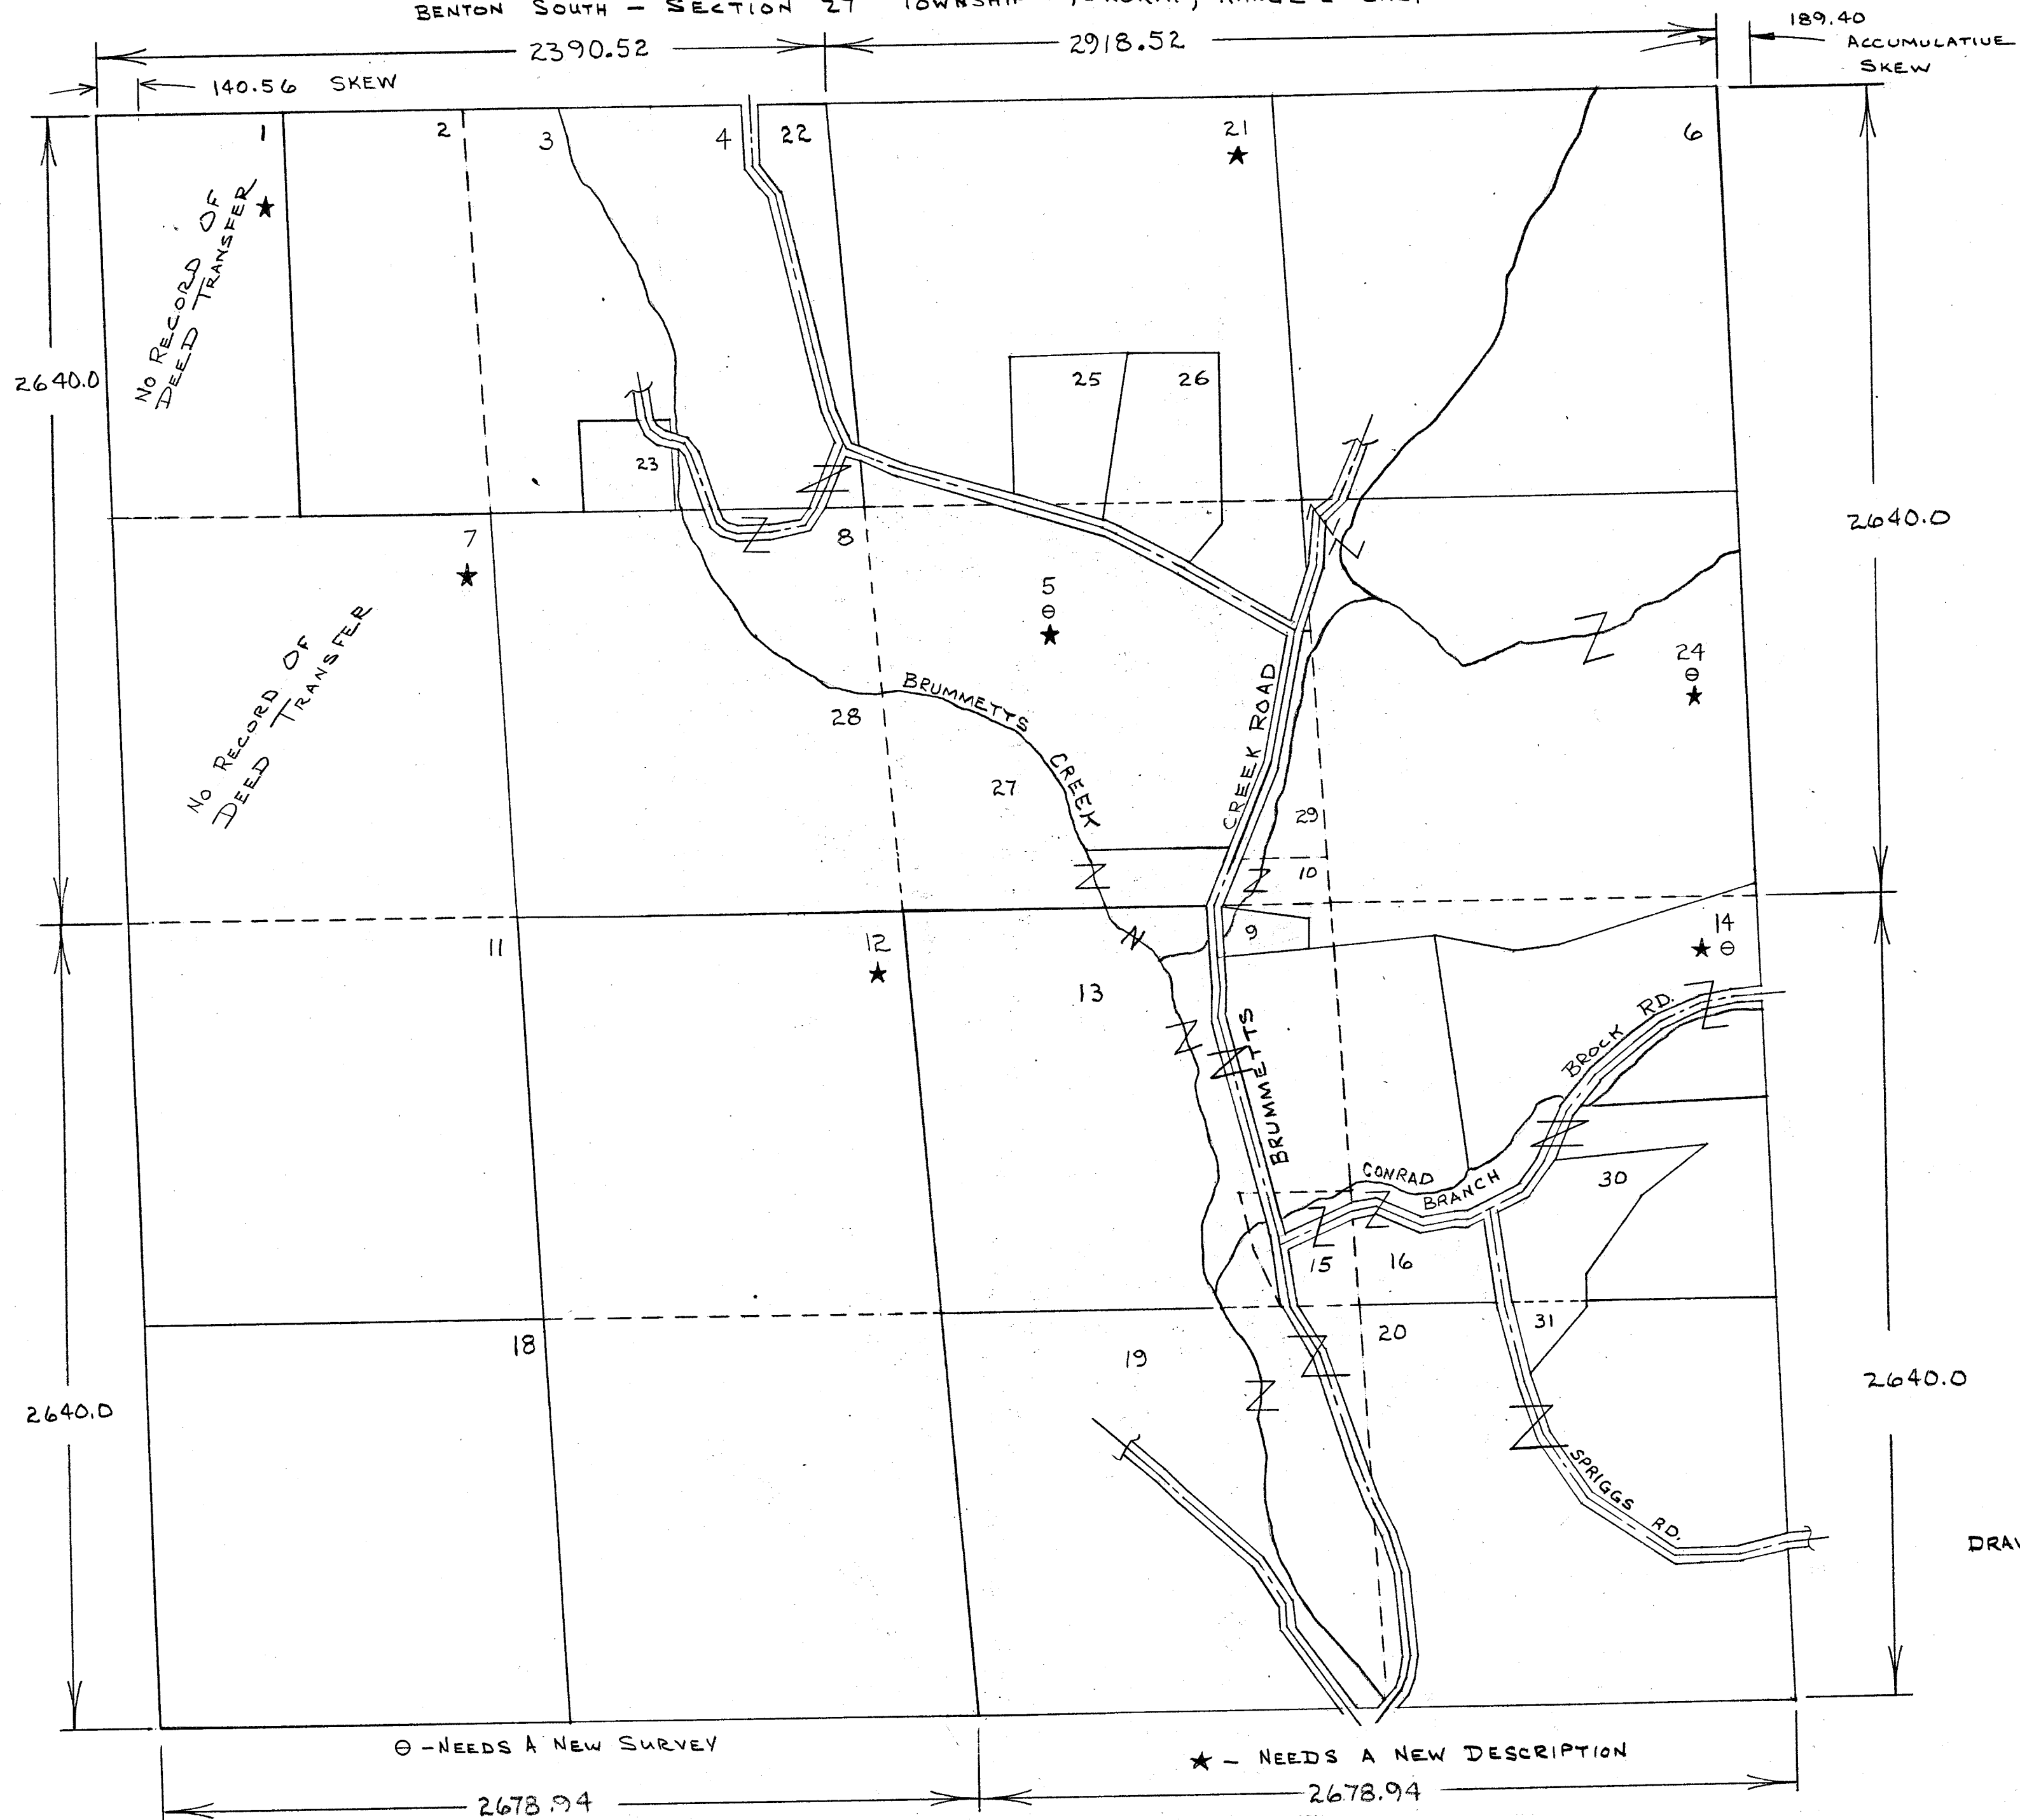 BENTON SOUTH – SECTION 27 TOWNSHIP
2390.52
2918.52
189.40
ACCUMULATIVE
SKEW
140.56 SKEW
1
2
3
4
22
21
6
NO RECORD OF
DEED TRANSFER
2640.0
25
26
23
7
8
5
2640.0
24
NO RECORD OF
DEED TRANSFER
BRUMMETTS
CREEK
28
27
CREEK ROAD
29
10
9
11
12
13
14
BRUMMETTS
BROCK RD.
CONRAD
BRANCH
30
15
16
18
19
20
31
2640.0
2640.0
SPRIGGS
RD.
⊖ -NEEDS A NEW SURVEY
★ – NEEDS A NEW DESCRIPTION
2678.94
2678.94